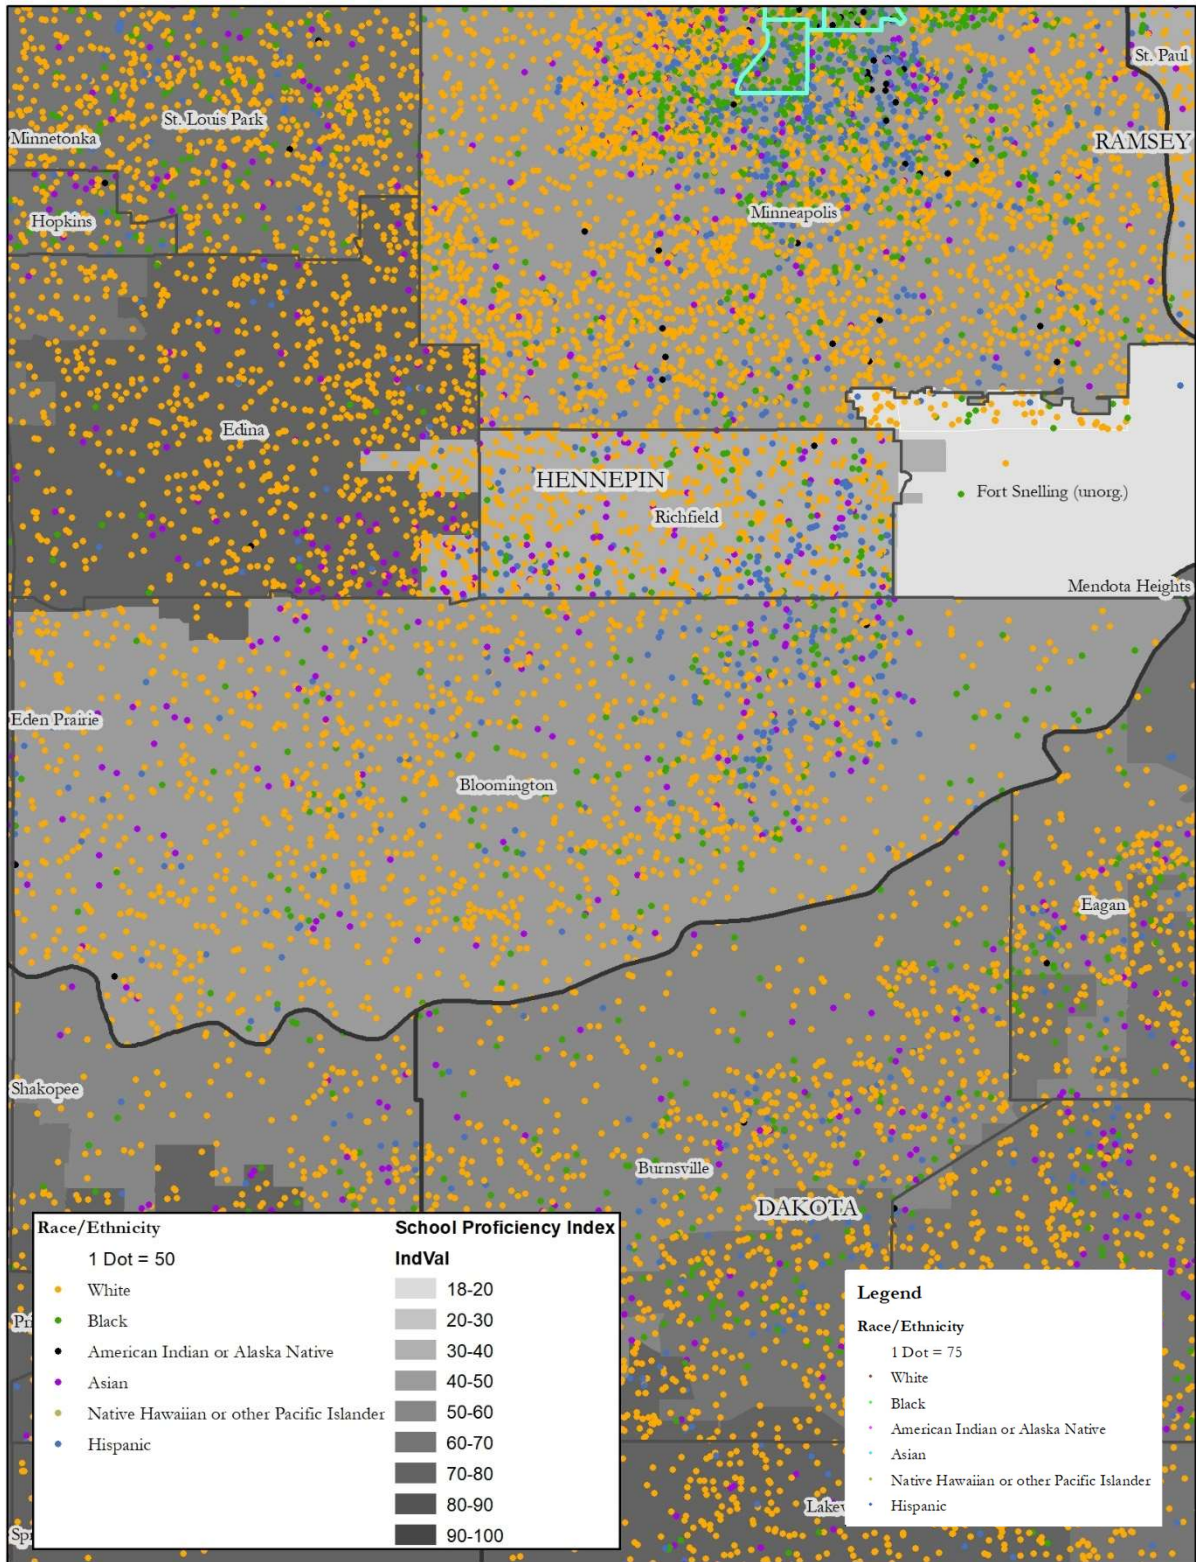 St. Paul
St. Louis Park
Minnetonka
RAMSEY
Hopkins
Minneapolis
Edina
HENNEPIN
Fort Snelling (unorg.)
Richfield
Mendota Heights
Eden Prairie
Bloomington
Eagan
Shakopee
Burnsville
DAKOTA
Race/Ethnicity
1 Dot = 50
White
Black
American Indian or Alaska Native
Asian
Native Hawaiian or other Pacific Islander
Hispanic
School Proficiency Index
IndVal
18-20
20-30
30-40
40-50
50-60
60-70
70-80
80-90
90-100
Legend
Race/Ethnicity
1 Dot = 75
White
Black
American Indian or Alaska Native
Asian
Native Hawaiian or other Pacific Islander
Hispanic